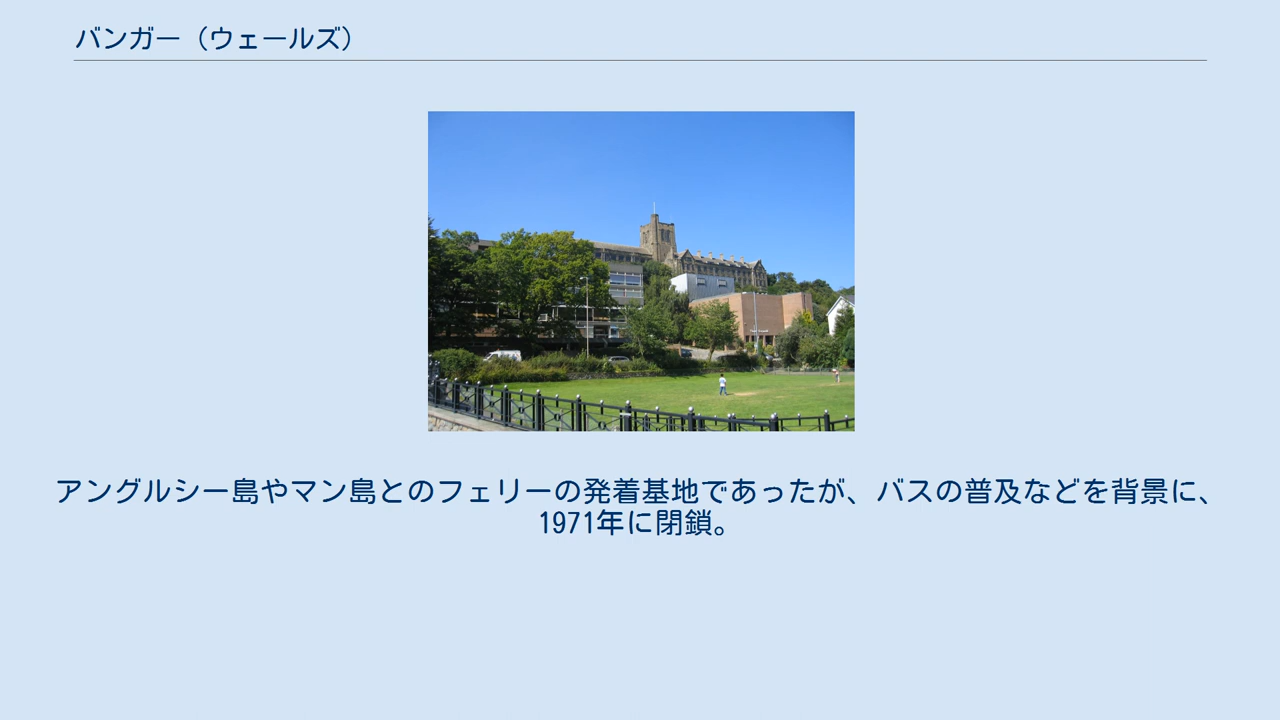 バンガー（ウェールズ）
アングルシー島やマン島とのフェリーの発着基地であったが、バスの普及などを背景に、
1971年に閉鎖。